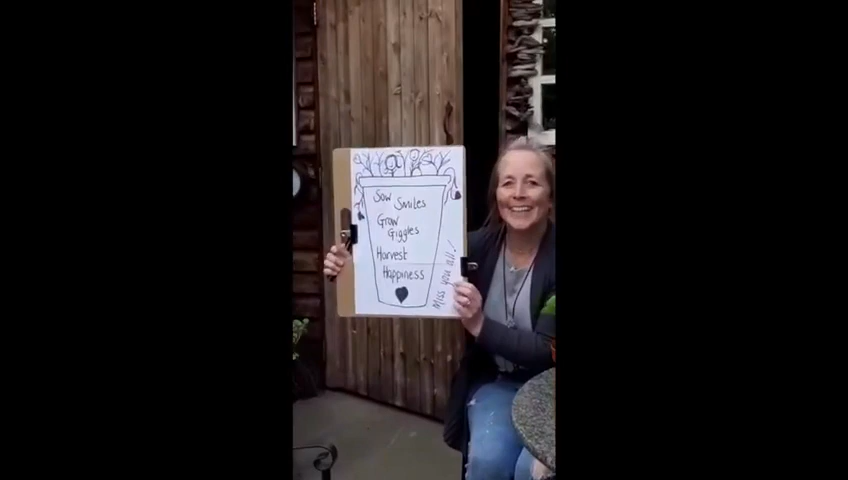 Sow
Smiles
Grow
Giggles
Harvest
Happiness
Miss you all!